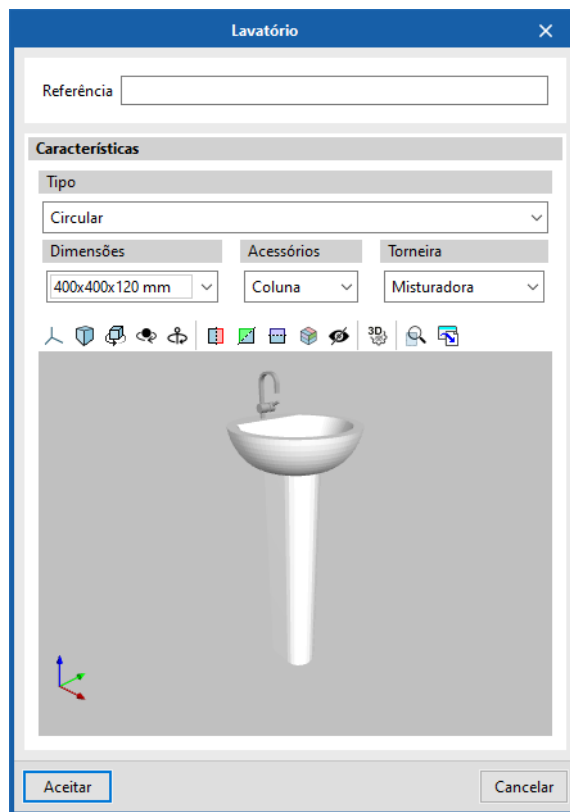 Lavatório
Referência
Características
Tipo
Circular
Dimensões Acessórios Torneira
400x400x120 mm Coluna Misturadora
3D
Aceitar Cancelar